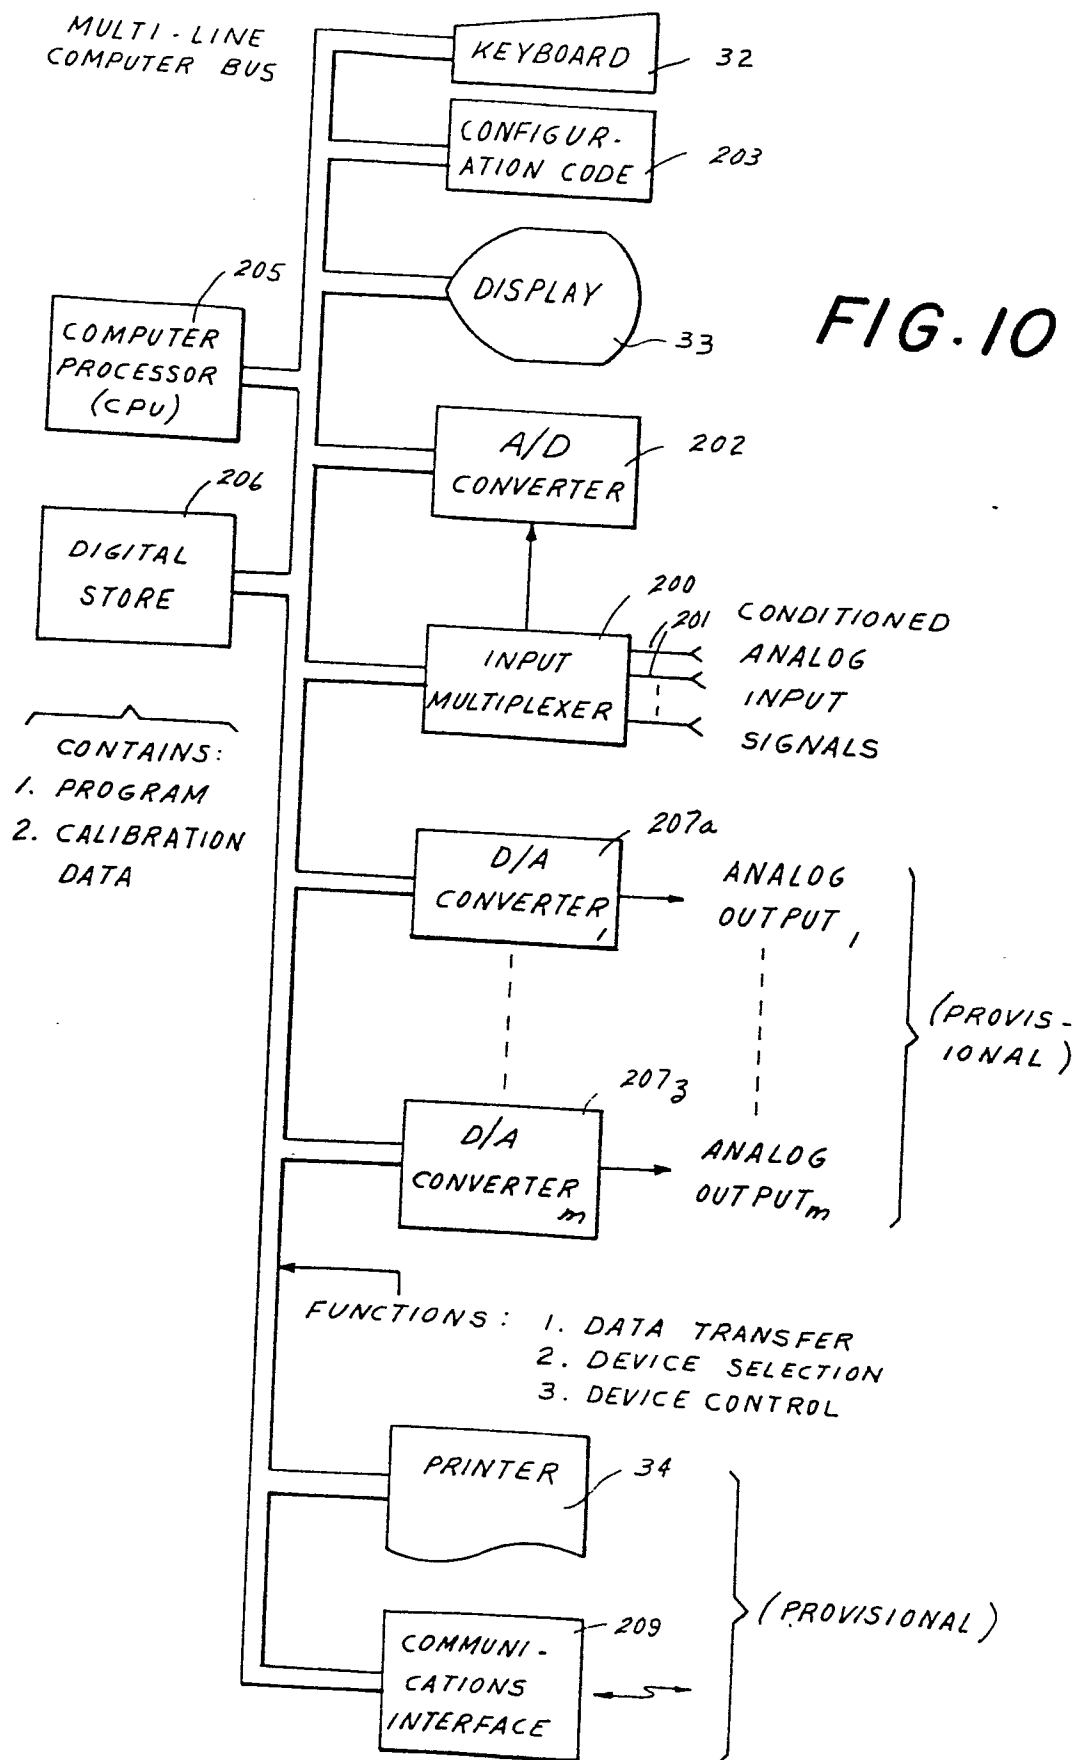 MULTI-LINE
COMPUTER BUS
KEYBOARD
32
CONFIGUR-
ATION CODE
203
DISPLAY
33
FIG.10
205
COMPUTER
PROCESSOR
(CPU)
A/D
CONVERTER
202
206
DIGITAL
STORE
CONTAINS:
1. PROGRAM
2. CALIBRATION
DATA
200
INPUT
MULTIPLEXER
201
CONDITIONED
ANALOG
INPUT
SIGNALS
207a
D/A
CONVERTER 1
ANALOG
OUTPUT 1
(PROVIS-
IONAL)
207z
D/A
CONVERTER m
ANALOG
OUTPUT m
FUNCTIONS: 1. DATA TRANSFER
2. DEVICE SELECTION
3. DEVICE CONTROL
PRINTER
34
209
COMMUNI-
CATIONS
INTERFACE
(PROVISIONAL)